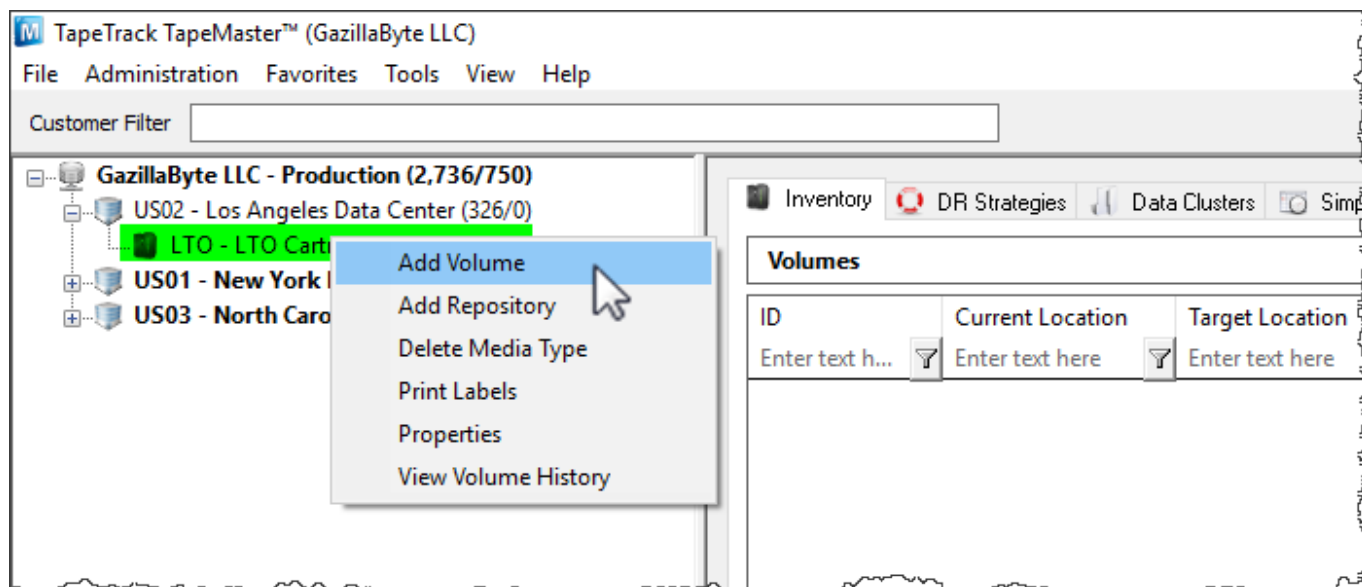 TapeTrack TapeMaster™ (GazillaByte LLC)
File Administration Favorites Tools View Help
Customer Filter
GazillaByte LLC - Production (2,736/750)
US02 - Los Angeles Data Center (326/0)
LTO - LTO Cart
US01 - New York
US03 - North Caro
Add Volume
Add Repository
Delete Media Type
Print Labels
Properties
View Volume History
Inventory DR Strategies Data Clusters Simp
Volumes
ID Current Location Target Location
Enter text h... Enter text here Enter text here